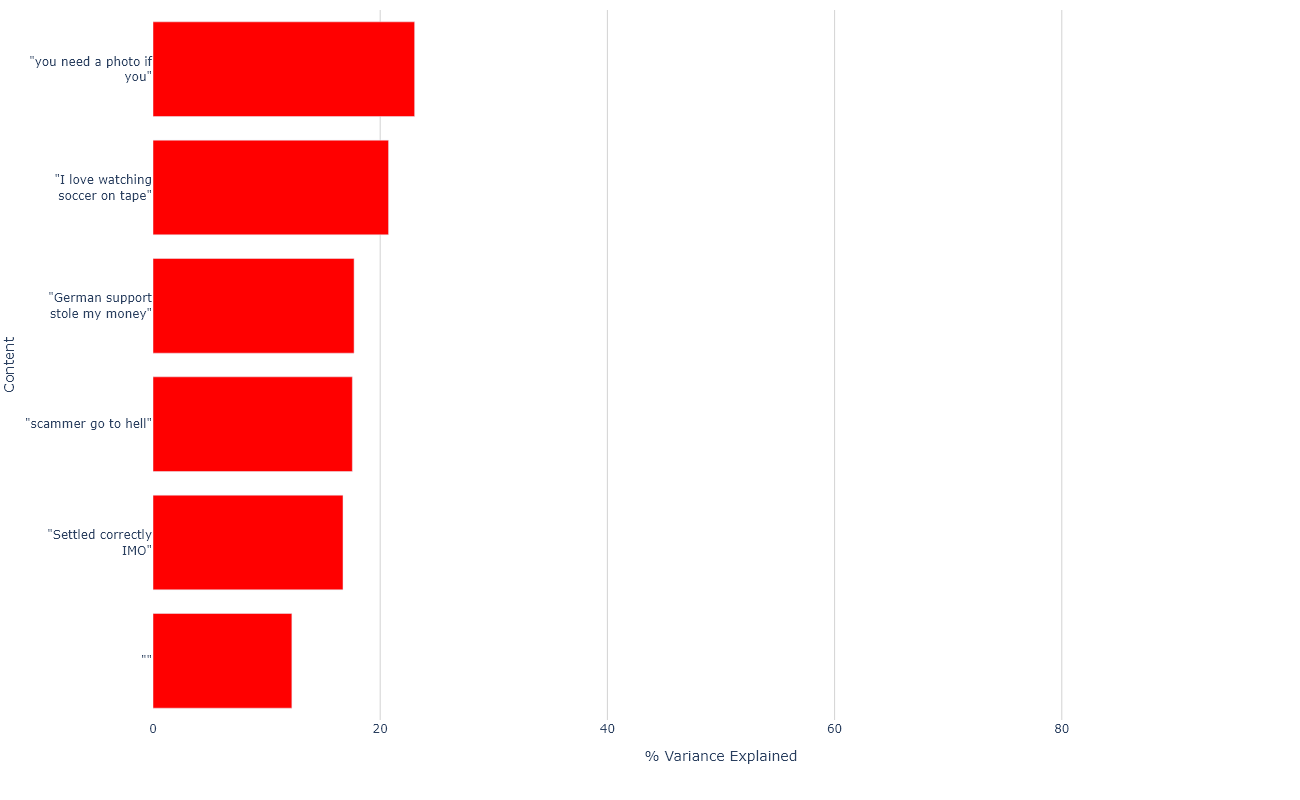 "you need a photo if
you"
"I love watching
soccer on tape"
"German support
stole my money"
Content
"scammer go to hell"
"Settled correctly
IMO"
""
0
20
40
60
80
% Variance Explained